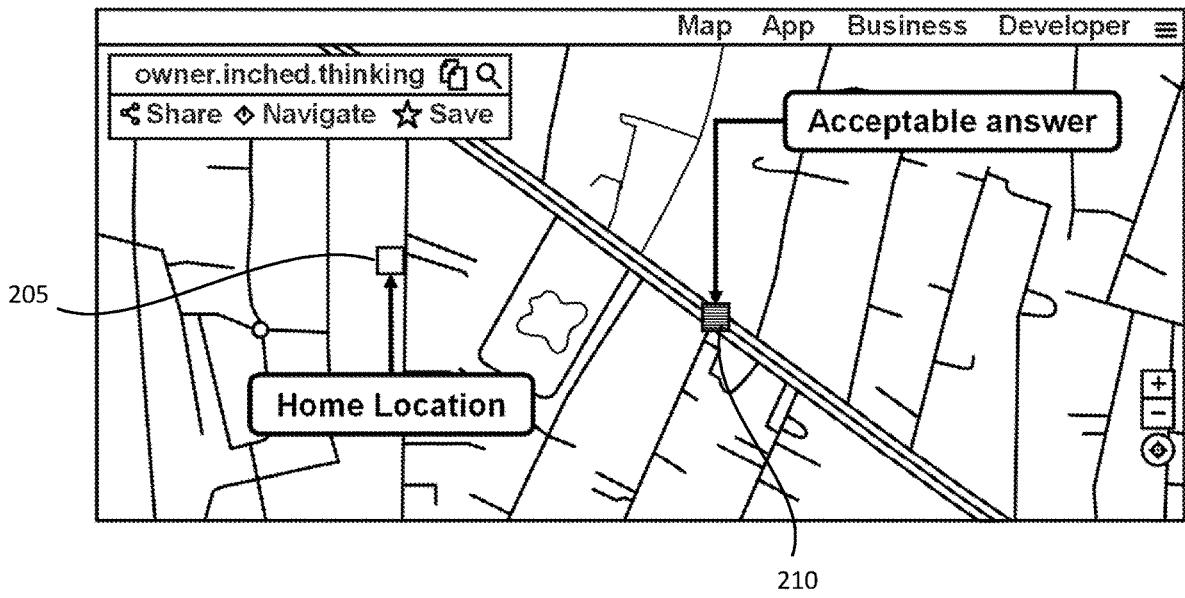 Map App Business Developer
owner.inched.thinking
Share Navigate Save
Acceptable answer
205
Home Location
210